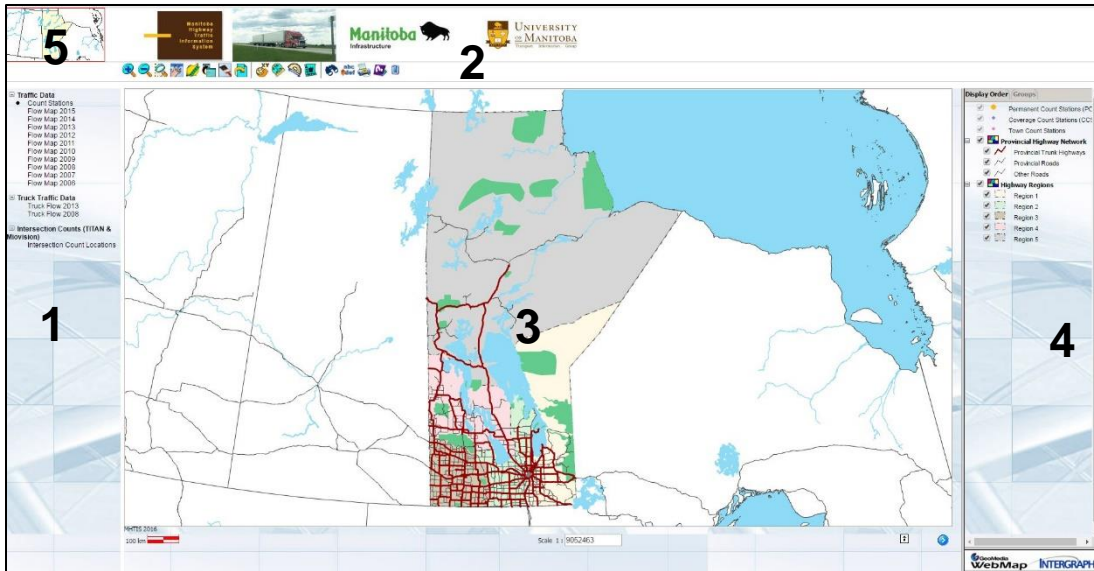 5
Manitoba
Highway
Traffic
Information
System
Manitoba
Infrastructure
UNIVERSITY
OF MANITOBA
2
Traffic Data
Count Stations
Flow Map 2015
Flow Map 2014
Flow Map 2013
Flow Map 2012
Flow Map 2011
Flow Map 2010
Flow Map 2009
Flow Map 2008
Flow Map 2007
Flow Map 2006
Truck Traffic Data
Truck Flow 2013
Truck Flow 2008
Intersection Counts (TITAN &
Miovision)
Intersection Count Locations
1
3
MHTIS 2016
100 km
Scale 1: 9052463
Display Order Groups
Permanent Count Stations (PC
Coverage Count Stations (CCS
Town Count Stations
Provincial Highway Network
Provincial Trunk Highways
Provincial Roads
Other Roads
Highway Regions
Region 1
Region 2
Region 3
Region 4
Region 5
4
GeoMedia
WebMap INTERGRAPH